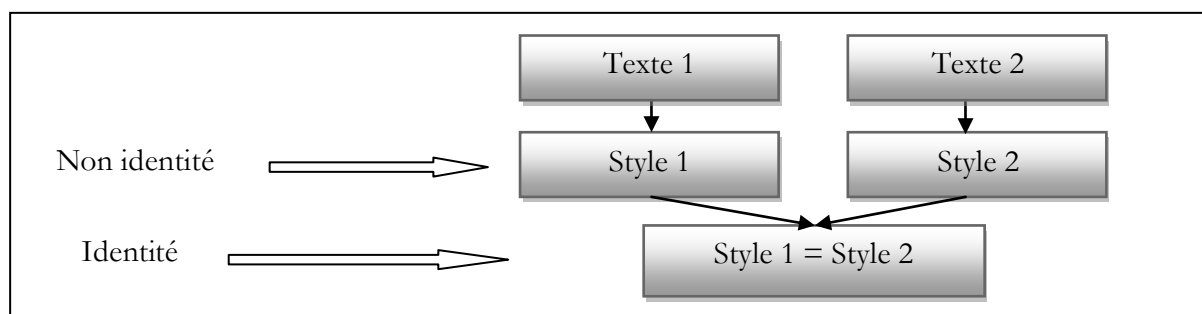 Texte 1
Texte 2
Non identité
Style 1
Style 2
Identité
Style 1 = Style 2